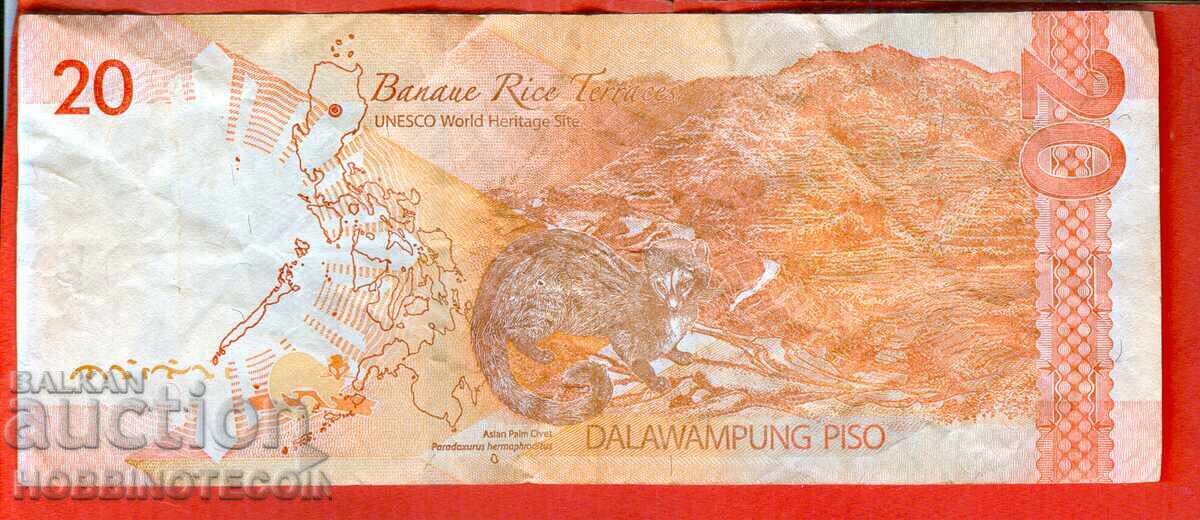 20
Banaue Rice Terraces
UNESCO World Heritage Site
20
Asian Palm Civet
Paradoxurus hermaphroditus
DALAWAMPUNG PISO
BALKAN
auction
HOBBINOTECOIN